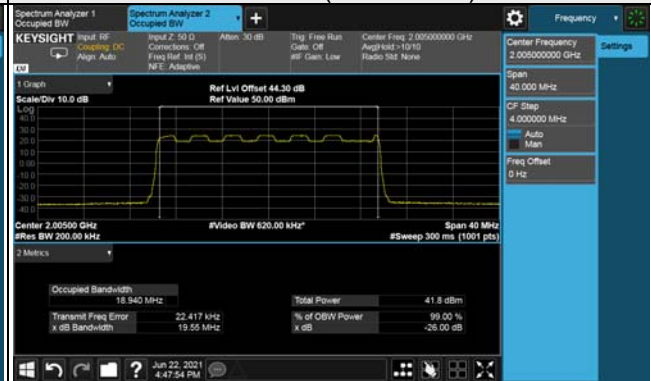 Spectrum Analyzer 1
Occupied BW
Spectrum Analyzer 2
Occupied BW
Frequency
KEYSIGHT
Input: RF
Coupling: DC
Align: Auto
Input Z: 50 Ω
Corrections: Off
Freq Ref: Int (S)
NFE: Adaptive
Atten: 30 dB
Trig: Free Run
Gate: Off
#IF Gain: Low
Center Freq: 2.005000000 GHz
Avg|Hold:>10/10
Radio Std: None
Center Frequency
2.005000000 GHz
Settings
Span
40.000 MHz
CF Step
4.000000 MHz
Auto
Man
Freq Offset
0 Hz
1 Graph
Scale/Div 10.0 dB
Ref Lvl Offset 44.30 dB
Ref Value 50.00 dBm
Log
40.0
30.0
20.0
10.0
0.00
-10.0
-20.0
-30.0
-40.0
Center 2.00500 GHz
#Video BW 620.00 kHz*
Span 40 MHz
#Res BW 200.00 kHz
#Sweep 300 ms (1001 pts)
2 Metrics
Occupied Bandwidth
18.940 MHz
Total Power
41.8 dBm
Transmit Freq Error
22.417 kHz
% of OBW Power
99.00 %
x dB Bandwidth
19.55 MHz
x dB
-26.00 dB
Jun 22, 2021
4:47:54 PM